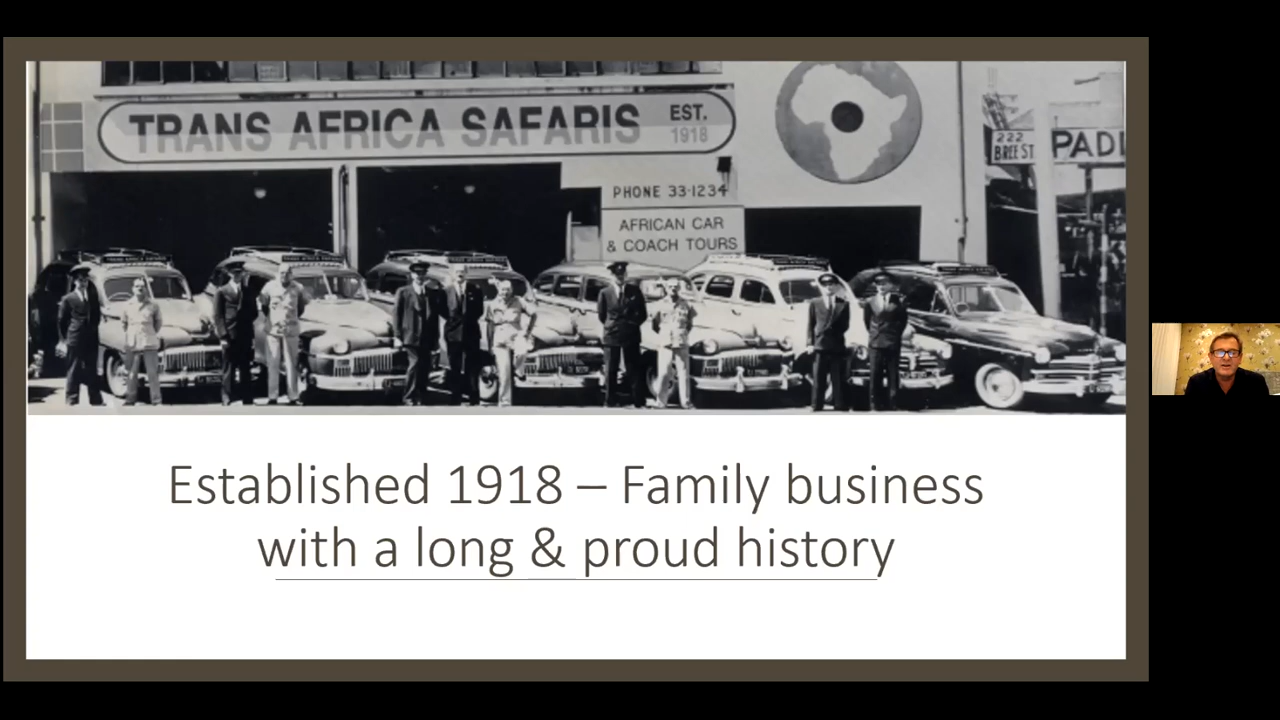 TRANS AFRICA SAFARIS
EST.
1918
PHONE 33-1234
AFRICAN CAR
& COACH TOURS
222
BREE ST.
Established 1918 – Family business
with a long & proud history